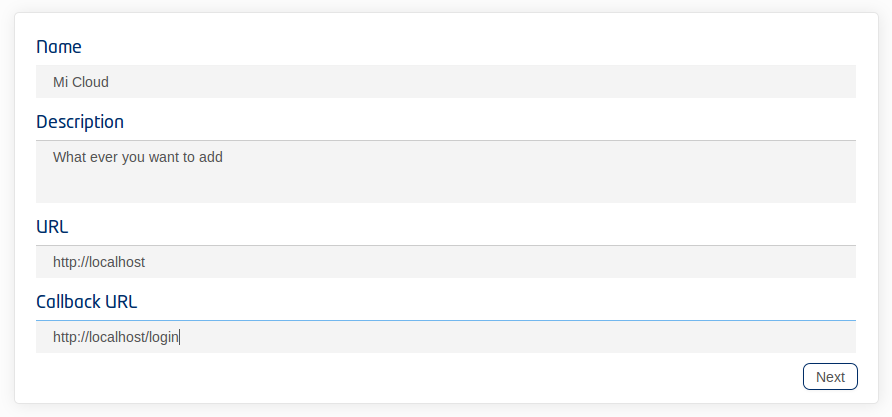 Name
Mi Cloud
Description
What ever you want to add
URL
http://localhost
Callback URL
http://localhost/login
Next